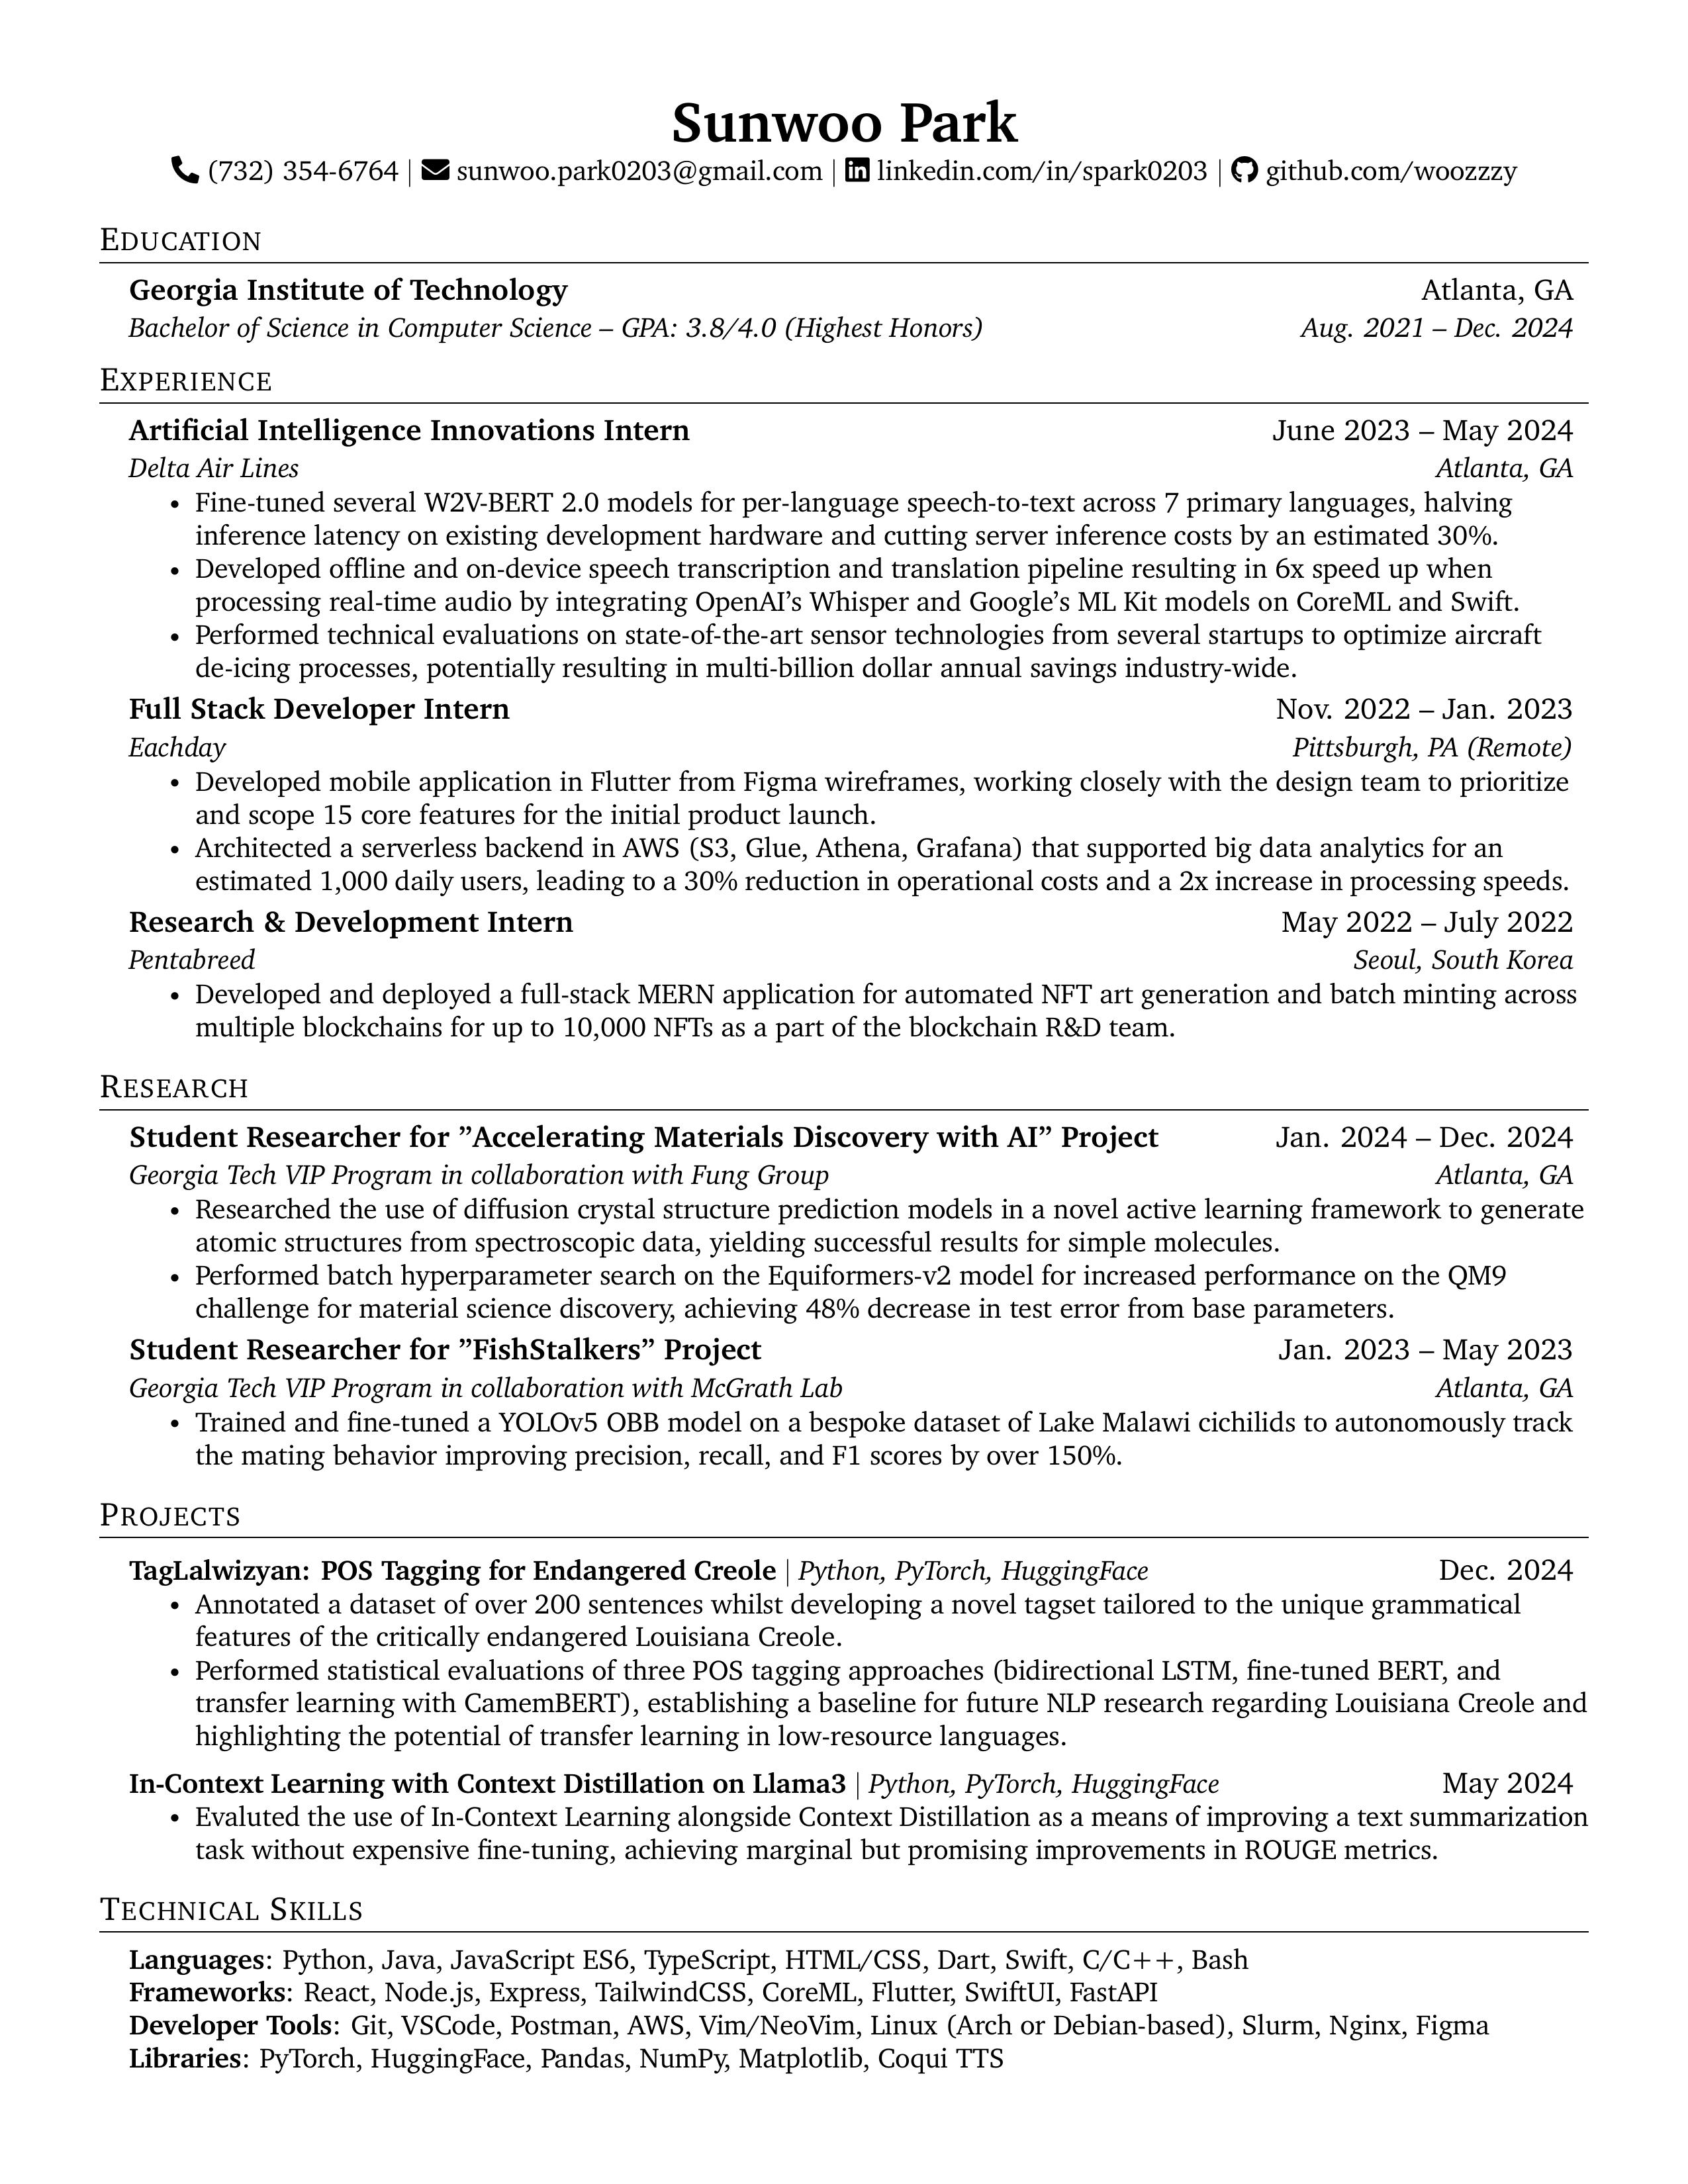 Sunwoo Park
(732) 354-6764 | sunwoo.park0203@gmail.com | linkedin.com/in/spark0203 | github.com/woozzzy
EDUCATION
Georgia Institute of Technology Atlanta, GA
Bachelor of Science in Computer Science – GPA: 3.8/4.0 (Highest Honors) Aug. 2021 – Dec. 2024
EXPERIENCE
Artificial Intelligence Innovations Intern June 2023 – May 2024
Delta Air Lines Atlanta, GA
• Fine-tuned several W2V-BERT 2.0 models for per-language speech-to-text across 7 primary languages, halving
inference latency on existing development hardware and cutting server inference costs by an estimated 30%.
• Developed offline and on-device speech transcription and translation pipeline resulting in 6x speed up when
processing real-time audio by integrating OpenAI’s Whisper and Google’s ML Kit models on CoreML and Swift.
• Performed technical evaluations on state-of-the-art sensor technologies from several startups to optimize aircraft
de-icing processes, potentially resulting in multi-billion dollar annual savings industry-wide.
Full Stack Developer Intern Nov. 2022 – Jan. 2023
Eachday Pittsburgh, PA (Remote)
• Developed mobile application in Flutter from Figma wireframes, working closely with the design team to prioritize
and scope 15 core features for the initial product launch.
• Architected a serverless backend in AWS (S3, Glue, Athena, Grafana) that supported big data analytics for an
estimated 1,000 daily users, leading to a 30% reduction in operational costs and a 2x increase in processing speeds.
Research & Development Intern May 2022 – July 2022
Pentabreed Seoul, South Korea
• Developed and deployed a full-stack MERN application for automated NFT art generation and batch minting across
multiple blockchains for up to 10,000 NFTs as a part of the blockchain R&D team.
RESEARCH
Student Researcher for ”Accelerating Materials Discovery with AI” Project Jan. 2024 – Dec. 2024
Georgia Tech VIP Program in collaboration with Fung Group Atlanta, GA
• Researched the use of diffusion crystal structure prediction models in a novel active learning framework to generate
atomic structures from spectroscopic data, yielding successful results for simple molecules.
• Performed batch hyperparameter search on the Equiformers-v2 model for increased performance on the QM9
challenge for material science discovery, achieving 48% decrease in test error from base parameters.
Student Researcher for ”FishStalkers” Project Jan. 2023 – May 2023
Georgia Tech VIP Program in collaboration with McGrath Lab Atlanta, GA
• Trained and fine-tuned a YOLOv5 OBB model on a bespoke dataset of Lake Malawi cichilids to autonomously track
the mating behavior improving precision, recall, and F1 scores by over 150%.
PROJECTS
TagLalwizyan: POS Tagging for Endangered Creole | Python, PyTorch, HuggingFace Dec. 2024
• Annotated a dataset of over 200 sentences whilst developing a novel tagset tailored to the unique grammatical
features of the critically endangered Louisiana Creole.
• Performed statistical evaluations of three POS tagging approaches (bidirectional LSTM, fine-tuned BERT, and
transfer learning with CamemBERT), establishing a baseline for future NLP research regarding Louisiana Creole and
highlighting the potential of transfer learning in low-resource languages.
In-Context Learning with Context Distillation on Llama3 | Python, PyTorch, HuggingFace May 2024
• Evaluted the use of In-Context Learning alongside Context Distillation as a means of improving a text summarization
task without expensive fine-tuning, achieving marginal but promising improvements in ROUGE metrics.
TECHNICAL SKILLS
Languages: Python, Java, JavaScript ES6, TypeScript, HTML/CSS, Dart, Swift, C/C++, Bash
Frameworks: React, Node.js, Express, TailwindCSS, CoreML, Flutter, SwiftUI, FastAPI
Developer Tools: Git, VSCode, Postman, AWS, Vim/NeoVim, Linux (Arch or Debian-based), Slurm, Nginx, Figma
Libraries: PyTorch, HuggingFace, Pandas, NumPy, Matplotlib, Coqui TTS